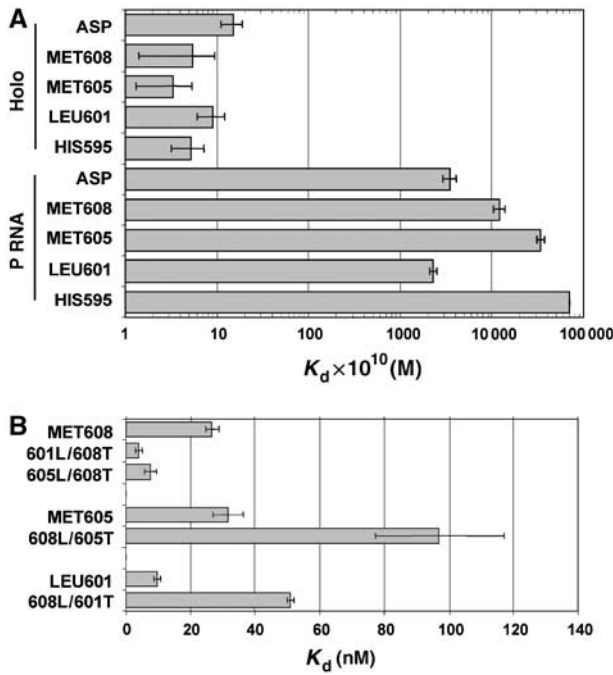 A
Holo
ASP
MET608
MET605
LEU601
HIS595
P RNA
ASP
MET608
MET605
LEU601
HIS595
1 10 100 1000 10 000 100 000
Kd × 10^10 (M)
B
MET608
601L/608T
605L/608T
MET605
608L/605T
LEU601
608L/601T
0 20 40 60 80 100 120 140
Kd (nM)